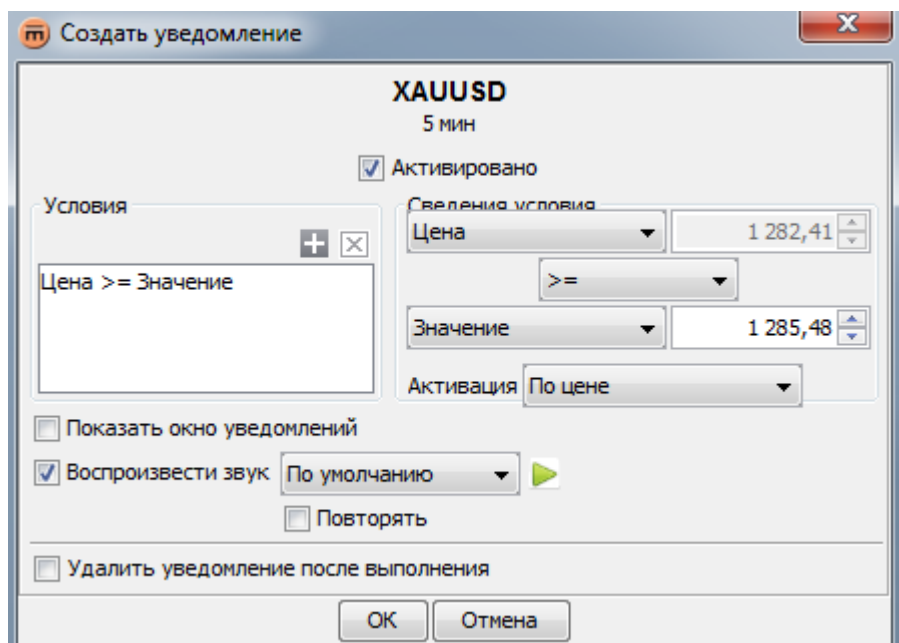 Создать уведомление
XAUUSD
5 мин
Активировано
Условия
Цена >= Значение
Сведения условия
Цена 1 282,41
>=
Значение 1 285,48
Активация По цене
Показать окно уведомлений
Воспроизвести звук По умолчанию
Повторять
Удалить уведомление после выполнения
OK Отмена